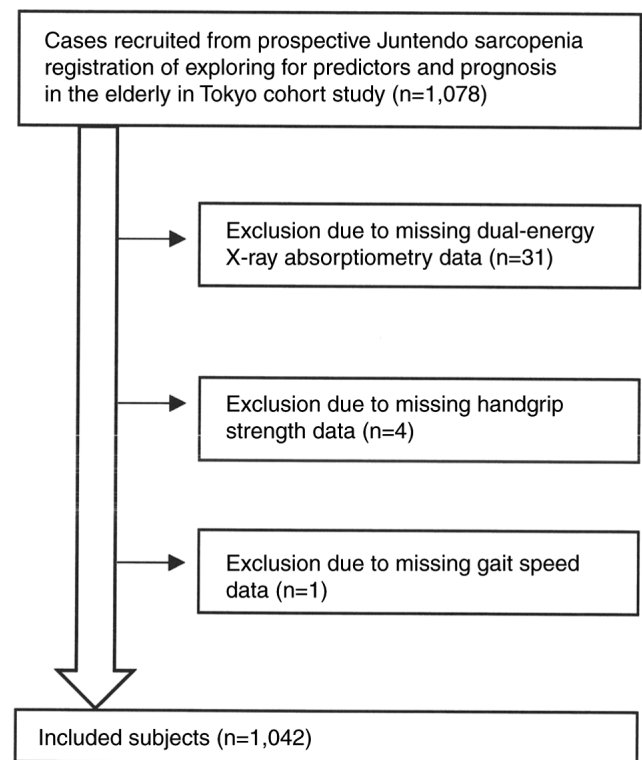 Cases recruited from prospective Juntendo sarcopenia
registration of exploring for predictors and prognosis
in the elderly in Tokyo cohort study (n=1,078)
Exclusion due to missing dual-energy
X-ray absorptiometry data (n=31)
Exclusion due to missing handgrip
strength data (n=4)
Exclusion due to missing gait speed
data (n=1)
Included subjects (n=1,042)